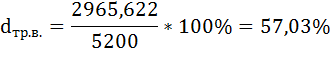 dтр.в. = 2965,622 / 5200 * 100% = 57,03%